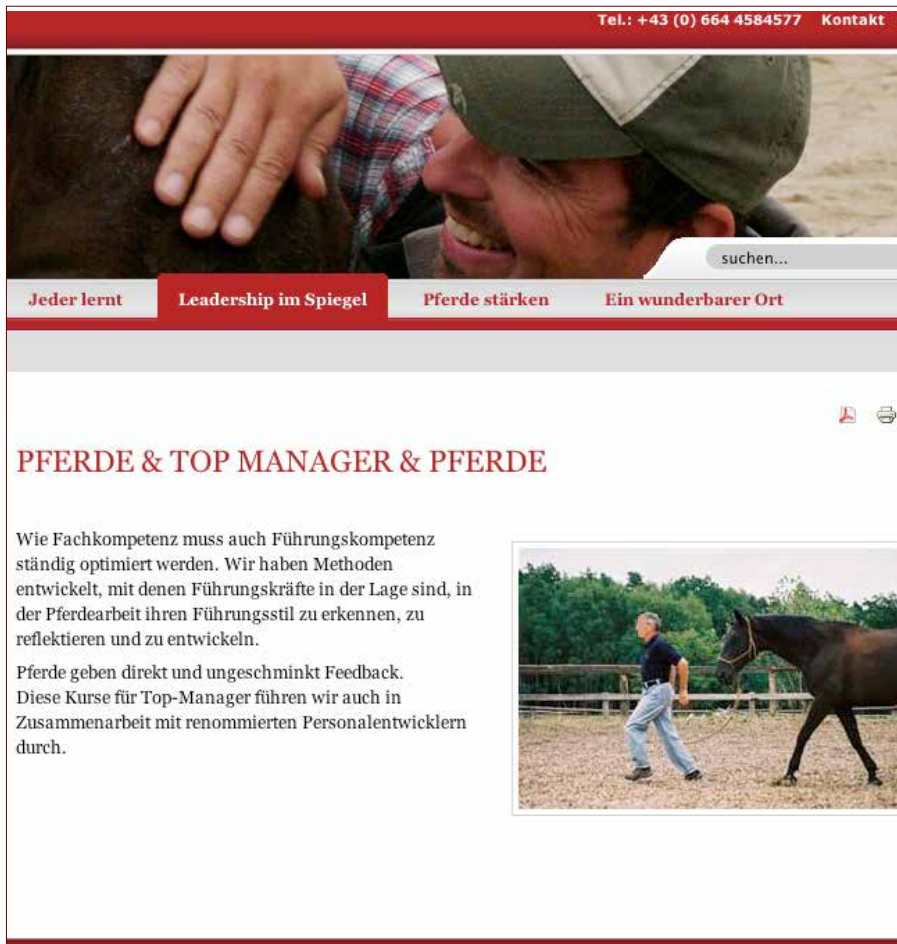 Tel.: +43 (0) 664 4584577 Kontakt
suchen...
Jeder lernt Leadership im Spiegel Pferde stärken Ein wunderbarer Ort
PFERDE & TOP MANAGER & PFERDE
Wie Fachkompetenz muss auch Führungskompetenz
ständig optimiert werden. Wir haben Methoden
entwickelt, mit denen Führungskräfte in der Lage sind, in
der Pferdearbeit ihren Führungsstil zu erkennen, zu
reflektieren und zu entwickeln.
Pferde geben direkt und ungeschminkt Feedback.
Diese Kurse für Top-Manager führen wir auch in
Zusammenarbeit mit renommierten Personalentwicklern
durch.